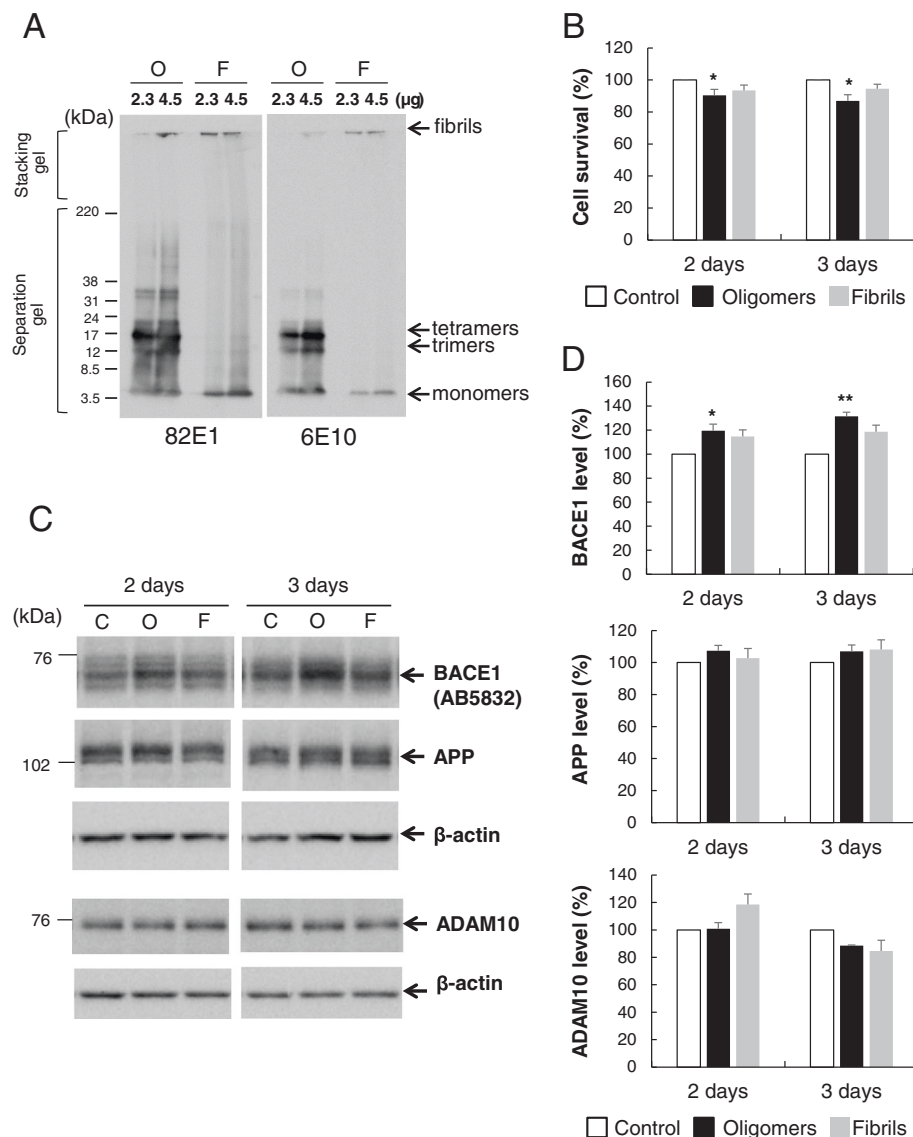 A
O F O F
2.3 4.5 2.3 4.5 2.3 4.5 2.3 4.5 (µg)
(kDa)
Stacking gel
Separation gel
220
38
31
24
17
12
8.5
3.5
fibrils
tetramers
trimers
monomers
82E1 6E10
B
Cell survival (%)
120
100
80
60
40
20
0
* *
2 days 3 days
Control Oligomers Fibrils
C
2 days 3 days
(kDa) C O F C O F
76
BACE1
(AB5832)
102
APP
β-actin
76
ADAM10
β-actin
D
BACE1 level (%)
160
140
120
100
80
60
40
20
0
* **
2 days 3 days
APP level (%)
120
100
80
60
40
20
0
2 days 3 days
ADAM10 level (%)
140
120
100
80
60
40
20
0
2 days 3 days
Control Oligomers Fibrils